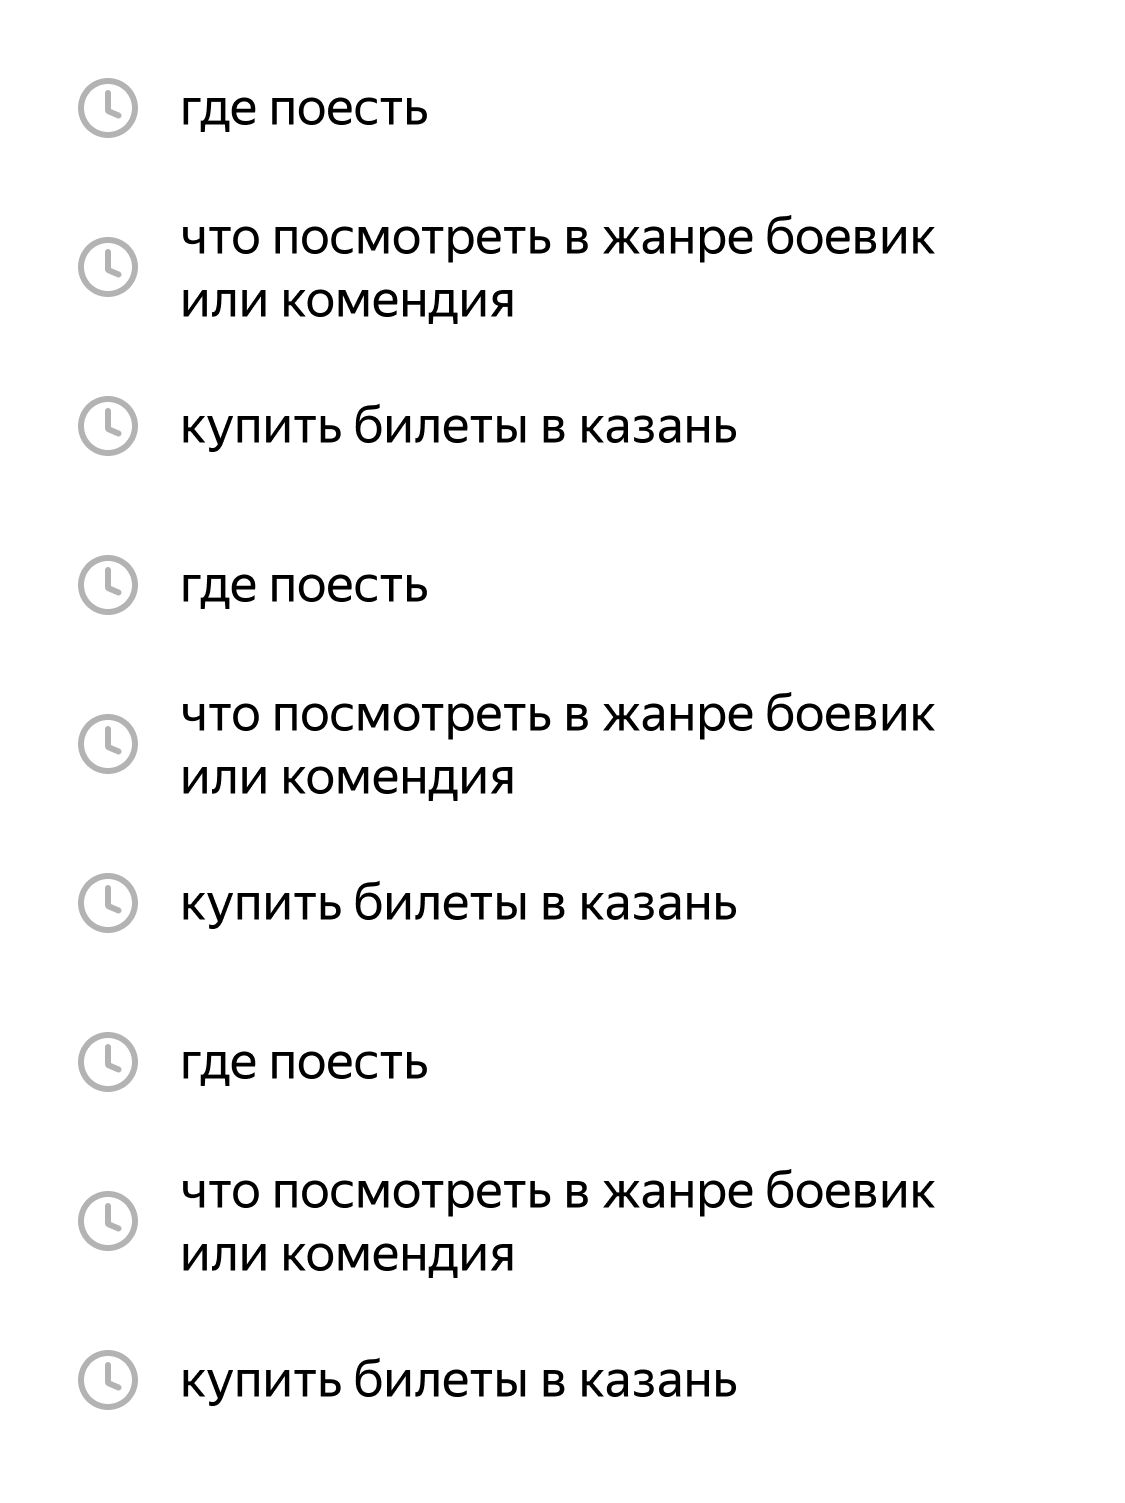 где поесть
что посмотреть в жанре боевик
или комендия
купить билеты в казань
где поесть
что посмотреть в жанре боевик
или комендия
купить билеты в казань
где поесть
что посмотреть в жанре боевик
или комендия
купить билеты в казань